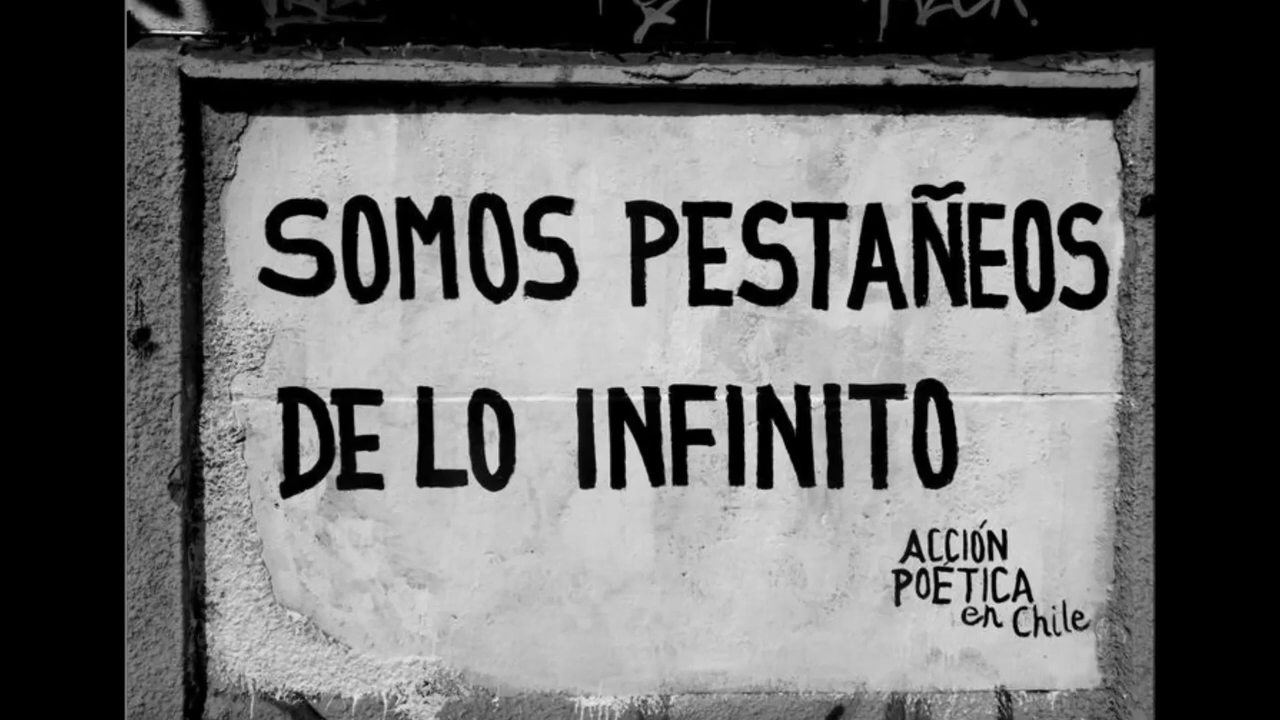 SOMOS PESTAÑEOS
DE LO INFINITO
ACCIÓN
POÉTICA
en Chile